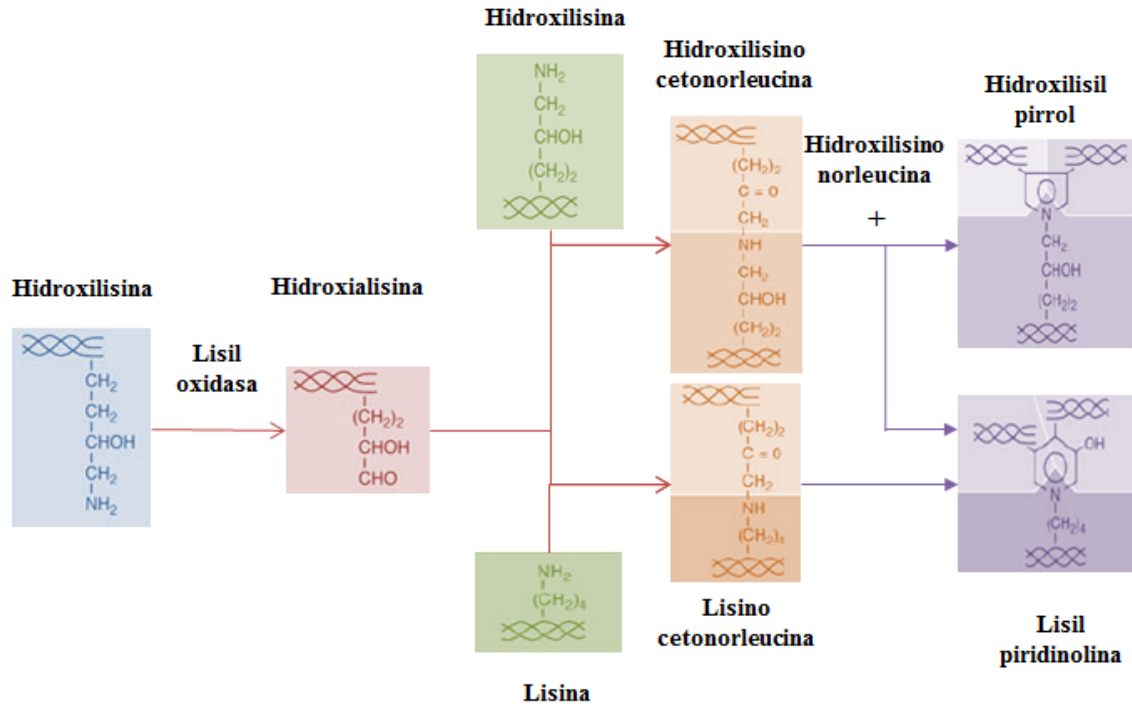 Hidroxilisina
Hidroxilisina
Lisil
oxidasa
Hidroxialisina
Hidroxilisino
cetonorleucina
Hidroxilisino
norleucina
+
Hidroxilisil
pirrol
Lisina
Lisino
cetonorleucina
Lisil
piridinolina
CH₂
CH₂
CHOH
CH₂
NH₂
(CH₂)₂
CHOH
CHO
NH₂
CH₂
CHOH
(CH₂)₂
NH₂
(CH₂)₄
(CH₂)₂
C = O
CH₂
NH
CH₂
CHOH
(CH₂)₂
(CH₂)₂
C = O
CH₂
NH
(CH₂)₄
N
CH₂
CHOH
(CH₂)₂
OH
N
(CH₂)₄